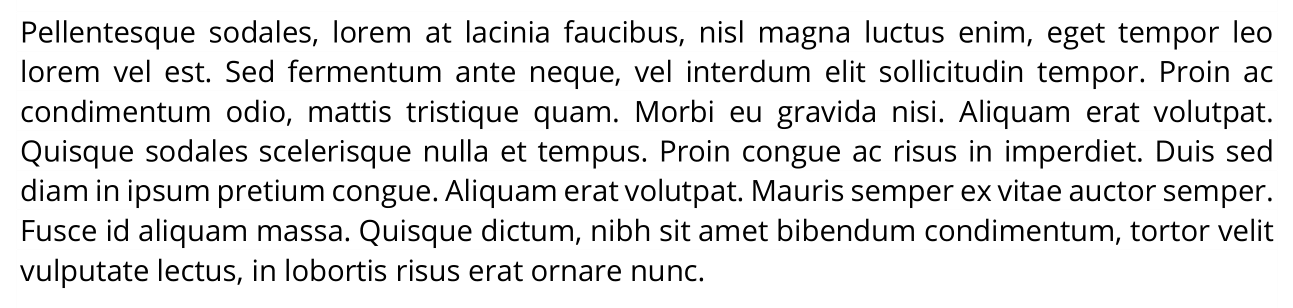 Pellentesque sodales, lorem at lacinia faucibus, nisl magna luctus enim, eget tempor leo
lorem vel est. Sed fermentum ante neque, vel interdum elit sollicitudin tempor. Proin ac
condimentum odio, mattis tristique quam. Morbi eu gravida nisi. Aliquam erat volutpat.
Quisque sodales scelerisque nulla et tempus. Proin congue ac risus in imperdiet. Duis sed
diam in ipsum pretium congue. Aliquam erat volutpat. Mauris semper ex vitae auctor semper.
Fusce id aliquam massa. Quisque dictum, nibh sit amet bibendum condimentum, tortor velit
vulputate lectus, in lobortis risus erat ornare nunc.